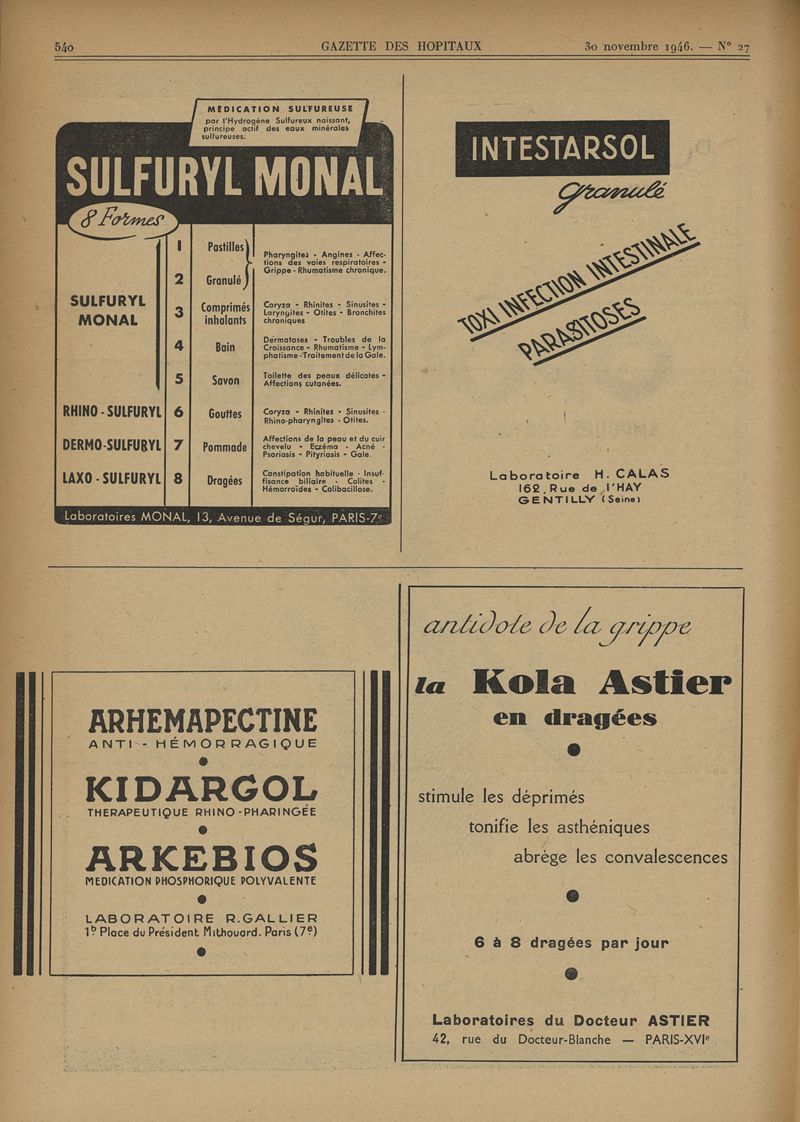 540
GAZETTE DES HOPITAUX
30 novembre 1946. — N° 27
MÉDICATION SULFUREUSE
par l'Hydrogène Sulfureux naissant,
principe actif des eaux minérales
sulfureuses.
SULFURYL MONAL
8 Formes
SULFURYL
MONAL
1 Pastilles
2 Granulé
Pharyngites - Angines - Affec-
tions des voies respiratoires -
Grippe - Rhumatisme chronique.
3 Comprimés
inhalants
Coryza - Rhinites - Sinusites -
Laryngites - Otites - Bronchites
chroniques
4 Bain
Dermatoses - Troubles de la
Croissance - Rhumatisme - Lym-
phatisme - Traitement de la Gale.
5 Savon
Toilette des peaux délicates -
Affections cutanées.
RHINO - SULFURYL 6 Gouttes
Coryza - Rhinites - Sinusites -
Rhino-pharyngites - Otites.
DERMO-SULFURYL 7 Pommade
Affections de la peau et du cuir
chevelu - Eczéma - Acné -
Psoriasis - Pityriasis - Gale.
LAXO - SULFURYL 8 Dragées
Constipation habituelle - Insuf-
fisance biliaire - Colites -
Hémorroïdes - Colibacillose.
Laboratoires MONAL, 13, Avenue de Ségur, PARIS-7e
INTESTARSOL
granulé
TOXI INFECTION INTESTINALE
PARASITOSES
Laboratoire H. CALAS
162, Rue de l'HAY
GENTILLY (Seine)
ARHEMAPECTINE
ANTI - HÉMORRAGIQUE
KIDARGOL
THERAPEUTIQUE RHINO-PHARINGÉE
ARKEBIOS
MEDICATION PHOSPHORIQUE POLYVALENTE
LABORATOIRE R. GALLIER
1b Place du Président Mithouard. Paris (7e)
antidote de la grippe
la Kola Astier
en dragées
stimule les déprimés
tonifie les asthéniques
abrège les convalescences
6 à 8 dragées par jour
Laboratoires du Docteur ASTIER
42, rue du Docteur-Blanche — PARIS-XVIe